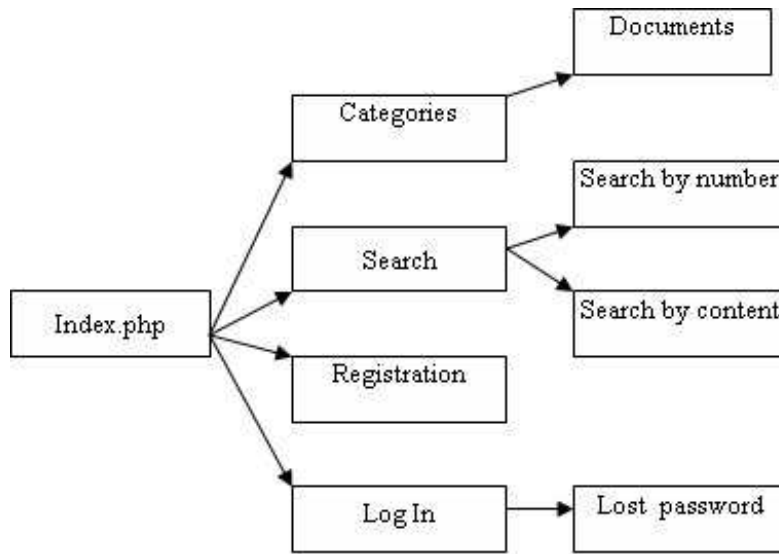 Documents
Categories
Search by number
Search
Search by content
Index.php
Registration
Log In
Lost password